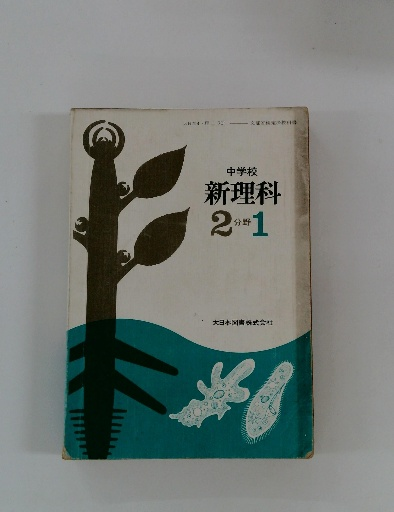 中学校
新理科
2分野1
大日本図書株式会社